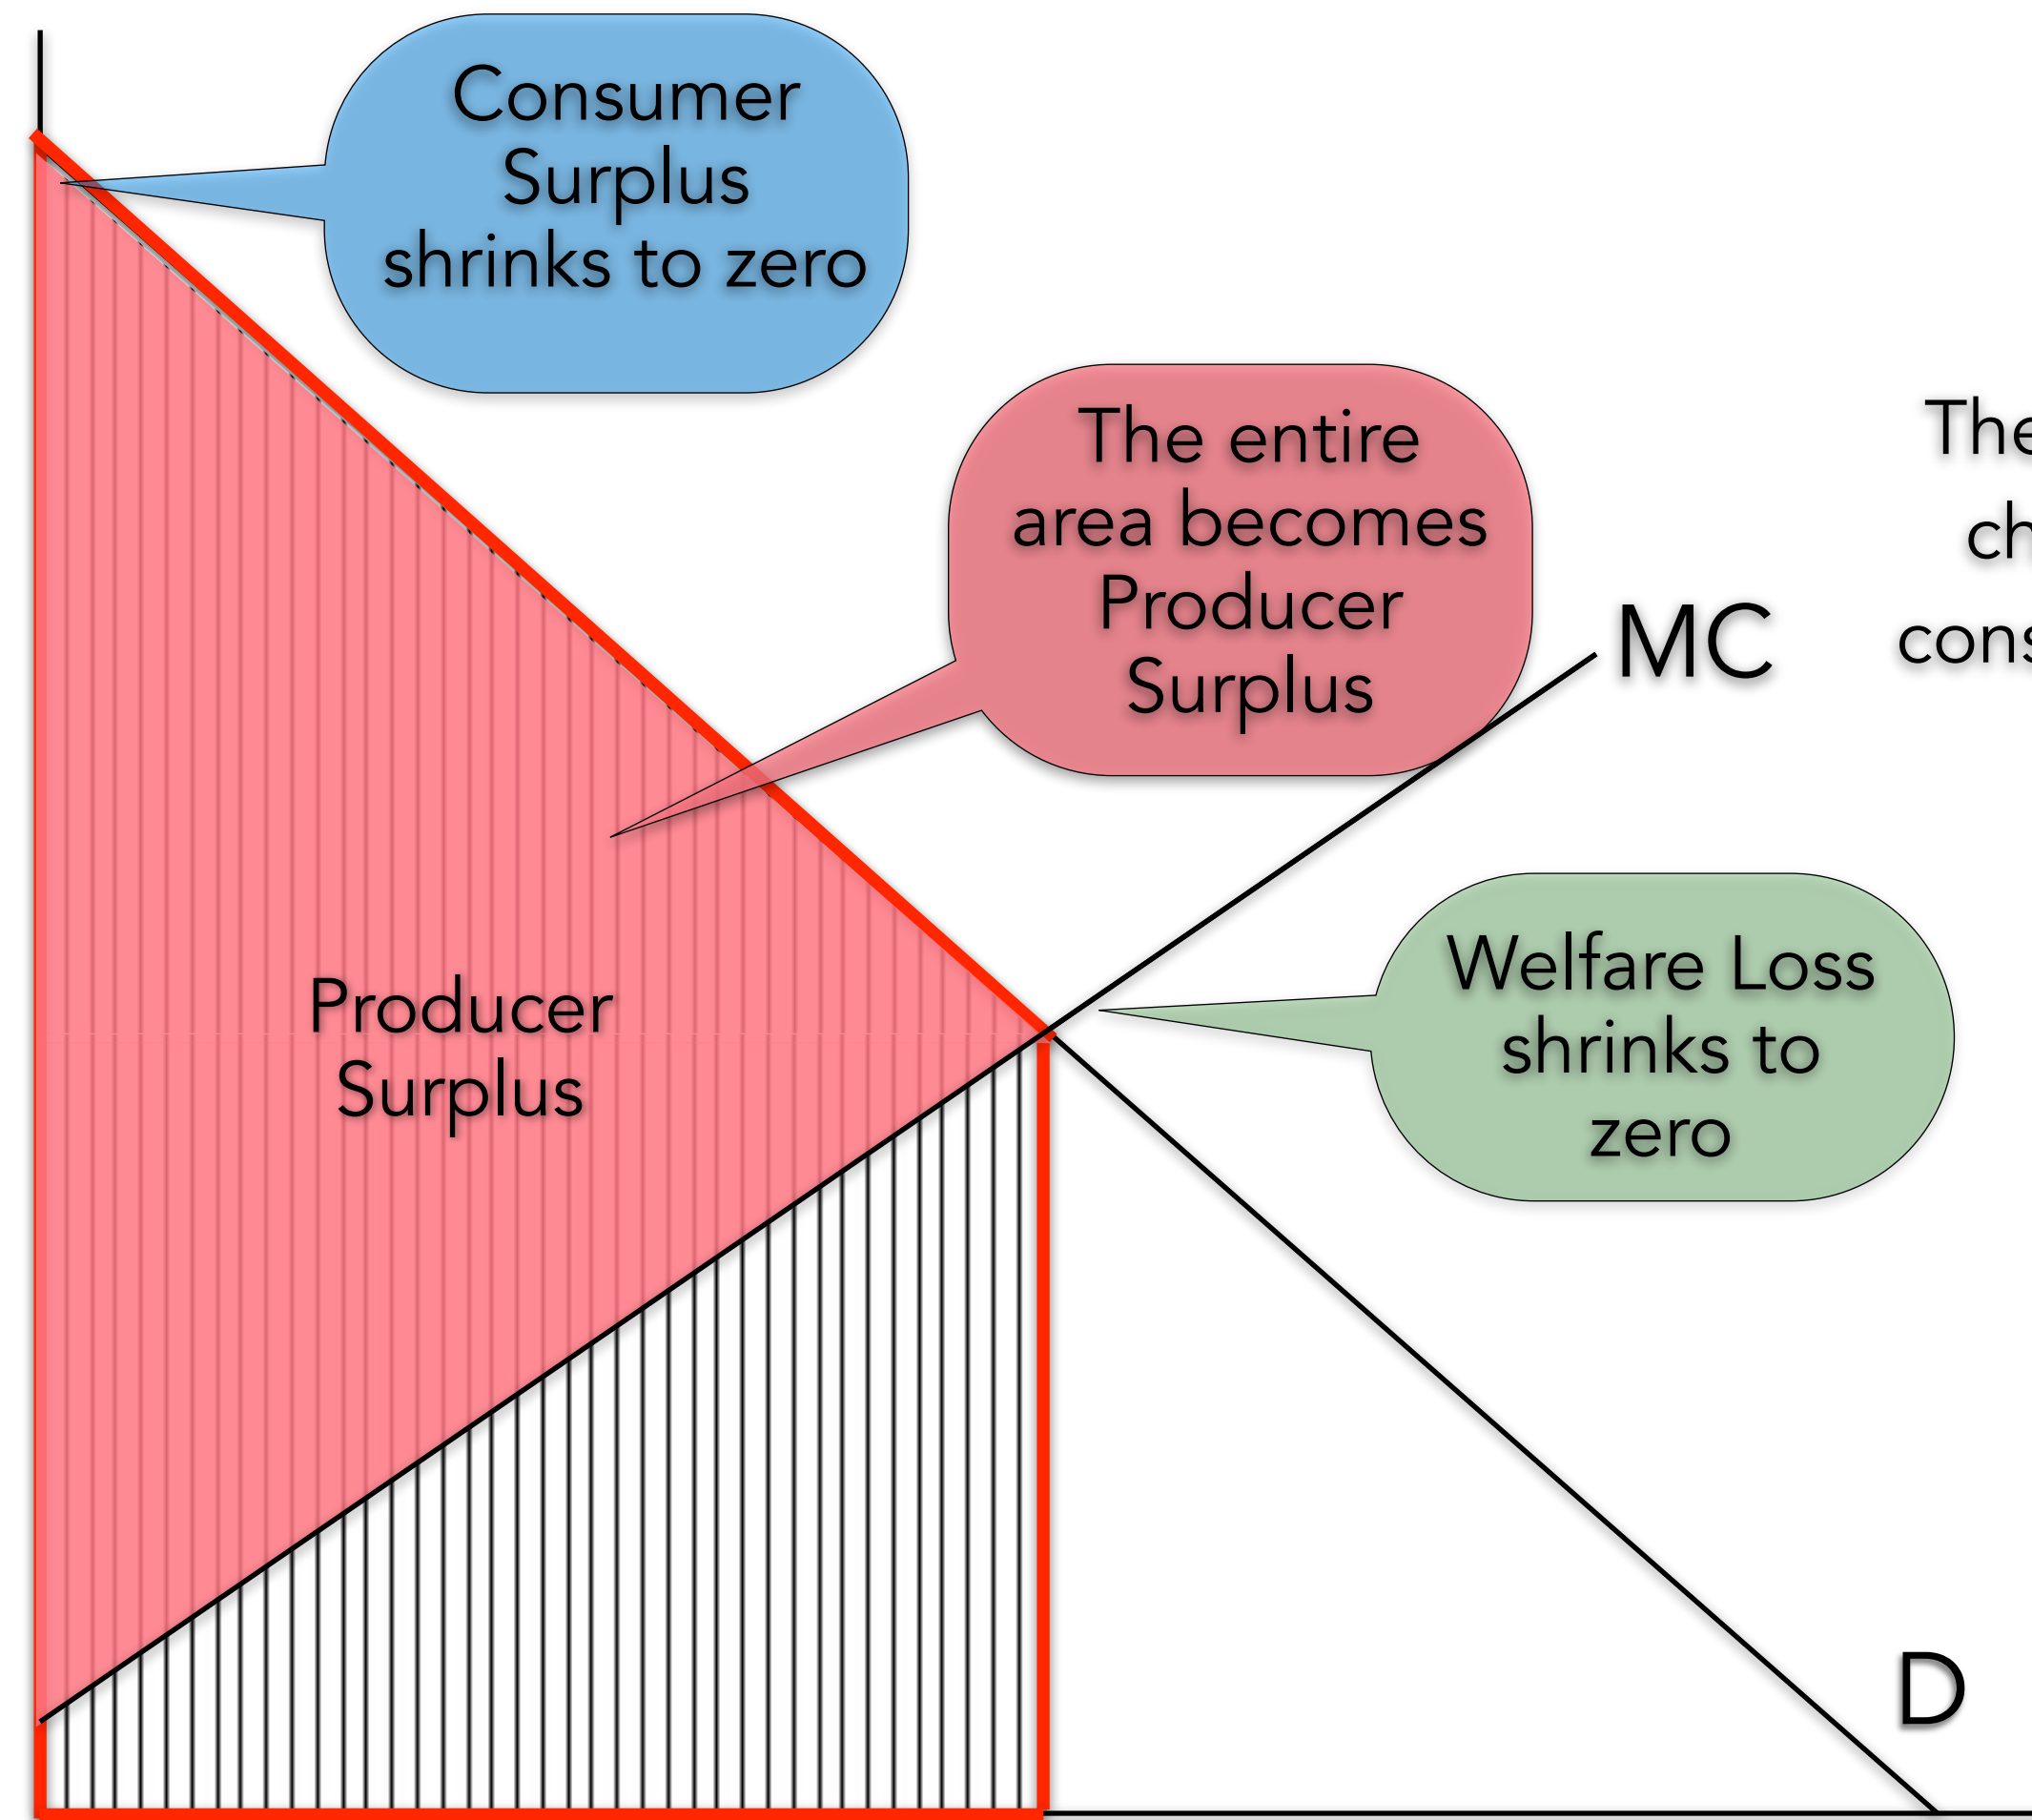 Consumer
Surplus
shrinks to zero
The entire
area becomes
Producer
Surplus
MC
Producer
Surplus
Welfare Loss
shrinks to
zero
D